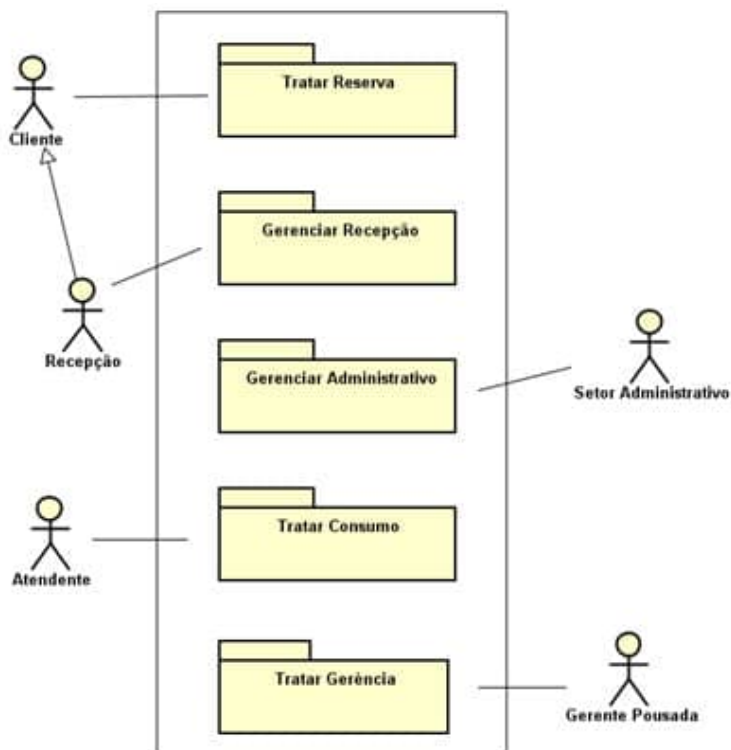 Tratar Reserva
Cliente
Gerenciar Recepção
Recepção
Gerenciar Administrativo
Setor Administrativo
Tratar Consumo
Atendente
Tratar Gerência
Gerente Pousada